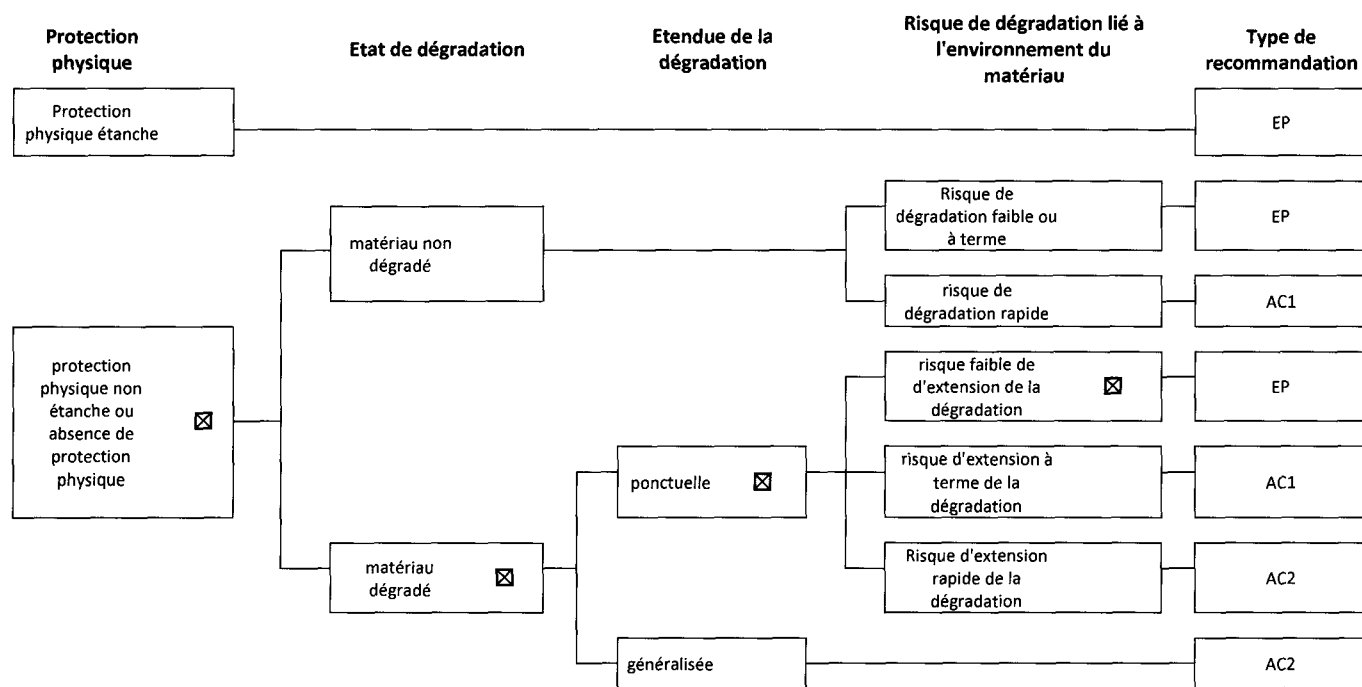 Protection
physique
Etat de dégradation
Etendue de la
dégradation
Risque de dégradation lié à
l'environnement du
matériau
Type de
recommandation
Protection
physique étanche
EP
matériau non
dégradé
Risque de
dégradation faible ou
à terme
EP
risque de
dégradation rapide
AC1
protection
physique non
étanche ou
absence de
protection
physique
risque faible de
d'extension de la
dégradation
EP
ponctuelle
risque d'extension à
terme de la
dégradation
AC1
matériau
dégradé
Risque d'extension
rapide de la
dégradation
AC2
généralisée
AC2